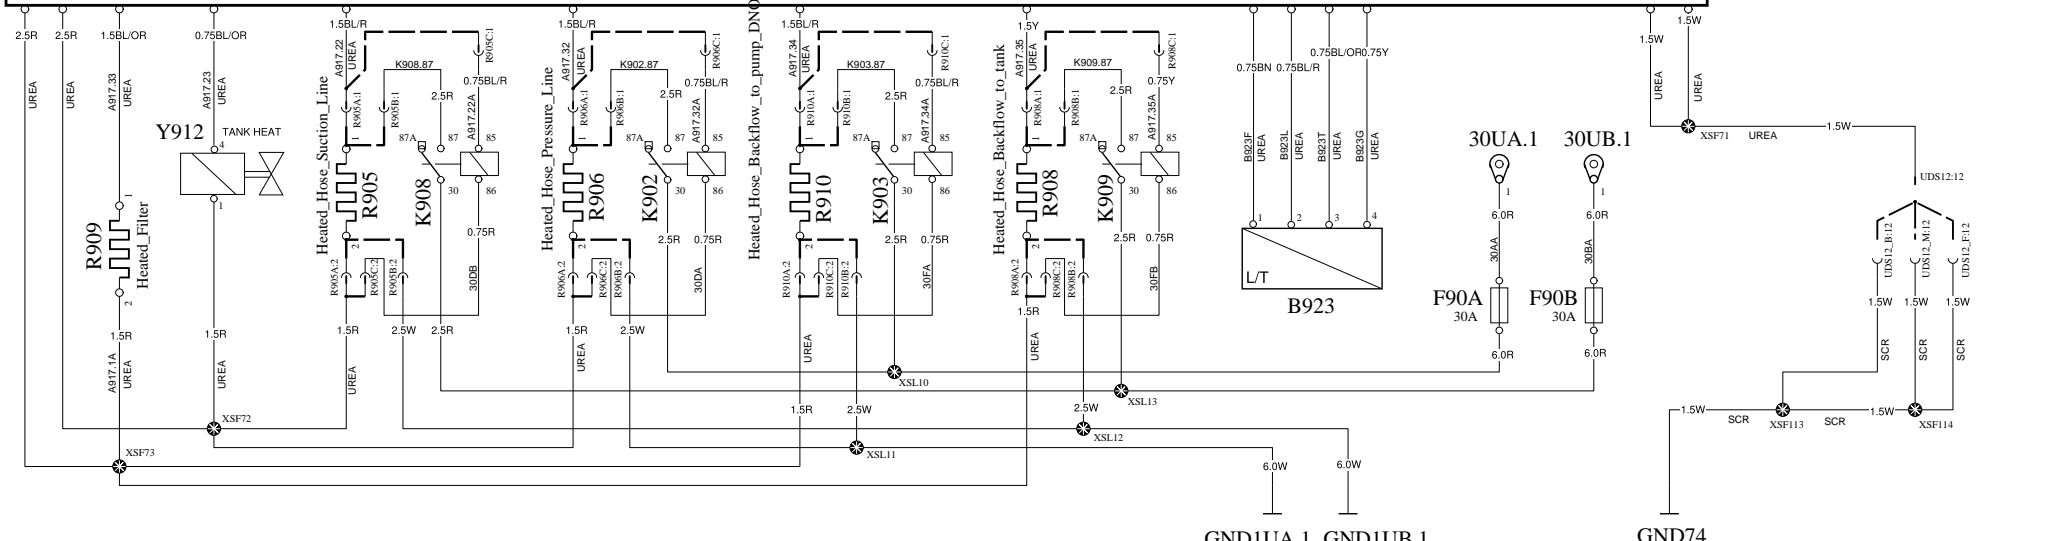 2.5R
2.5R
1.5BL/OR
0.75BL/OR
1.5BL/R
1.5BL/R
1.5BL/R
1.5Y
1.5W
1.5W
UREA
UREA
A917.33
UREA
A917.23
UREA
Y912
TANK HEAT
4
1
R909
Heated_Filter
1
2
1.5R
A917.1A
UREA
1.5R
UREA
XSF72
XSF73
Heated_Hose_Suction_Line
A917.22
UREA
K908.87
R905C:1
0.75BL/R
2.5R
R905A:1
R905B:1
A917.22A
1
87A
87
85
R905
K908
30
86
0.75R
2
R905A:2
R905C:2
R905B:2
30DB
1.5R
2.5W
2.5R
UREA
Heated_Hose_Pressure_Line
A917.32
UREA
K902.87
R906C:1
0.75BL/R
2.5R
R906A:1
R906B:1
A917.32A
1
87A
87
85
R906
K902
30
86
2.5R
0.75R
2
R906A:2
R906C:2
R906B:2
30DA
1.5R
2.5W
UREA
Heated_Hose_Backflow_to_pump_DNO
A917.34
UREA
K903.87
R910C:1
0.75BL/R
2.5R
R910A:1
R910B:1
A917.34A
1
87A
87
85
R910
K903
30
86
2.5R
0.75R
2
R910A:2
R910C:2
R910B:2
30FA
UREA
XSL10
1.5R
2.5W
XSL11
Heated_Hose_Backflow_to_tank
A917.35
UREA
K909.87
R908C:1
0.75Y
2.5R
R908A:1
R908B:1
A917.35A
1
87A
87
85
R908
K909
30
86
2.5R
0.75R
2
R908A:2
R908C:2
R908B:2
30FB
1.5R
UREA
XSL13
2.5W
XSL12
0.75BN
0.75BL/R
0.75BL/OR
0.75Y
B923F
UREA
B923L
UREA
B923T
UREA
B923G
UREA
1
2
3
4
L/T
B923
6.0W
6.0W
GND1UA.1
GND1UB.1
30UA.1
30UB.1
1
1
6.0R
6.0R
30AA
30BA
F90A
30A
F90B
30A
6.0R
6.0R
UREA
UREA
XSF71
UREA
1.5W
UDS12:12
UDS12_B:12
UDS12_M:12
UDS12_F:12
1.5W
1.5W
1.5W
SCR
SCR
SCR
1.5W
SCR
XSF113
SCR
1.5W
XSF114
GND74